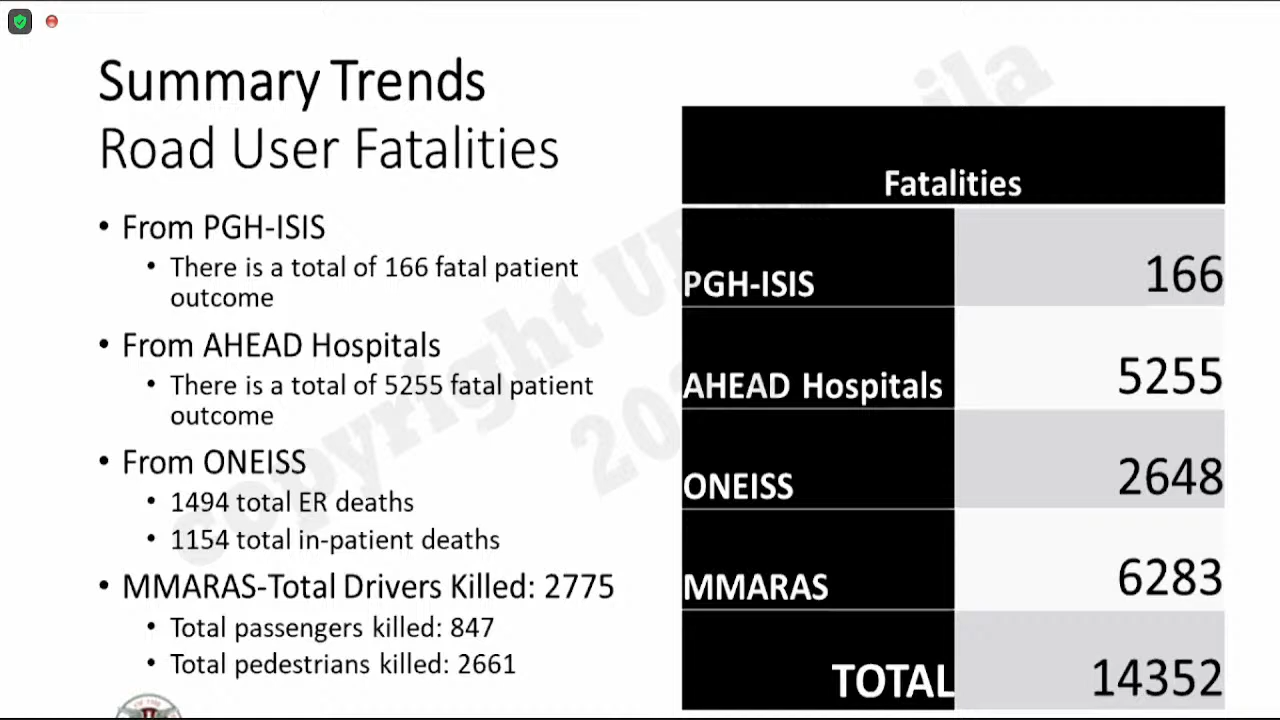 Summary Trends
Road User Fatalities
• From PGH-ISIS
• There is a total of 166 fatal patient
outcome
• From AHEAD Hospitals
• There is a total of 5255 fatal patient
outcome
• From ONEISS
• 1494 total ER deaths
• 1154 total in-patient deaths
• MMARAS-Total Drivers Killed: 2775
• Total passengers killed: 847
• Total pedestrians killed: 2661
Fatalities
PGH-ISIS 166
AHEAD Hospitals 5255
ONEISS 2648
MMARAS 6283
TOTAL 14352
copyright